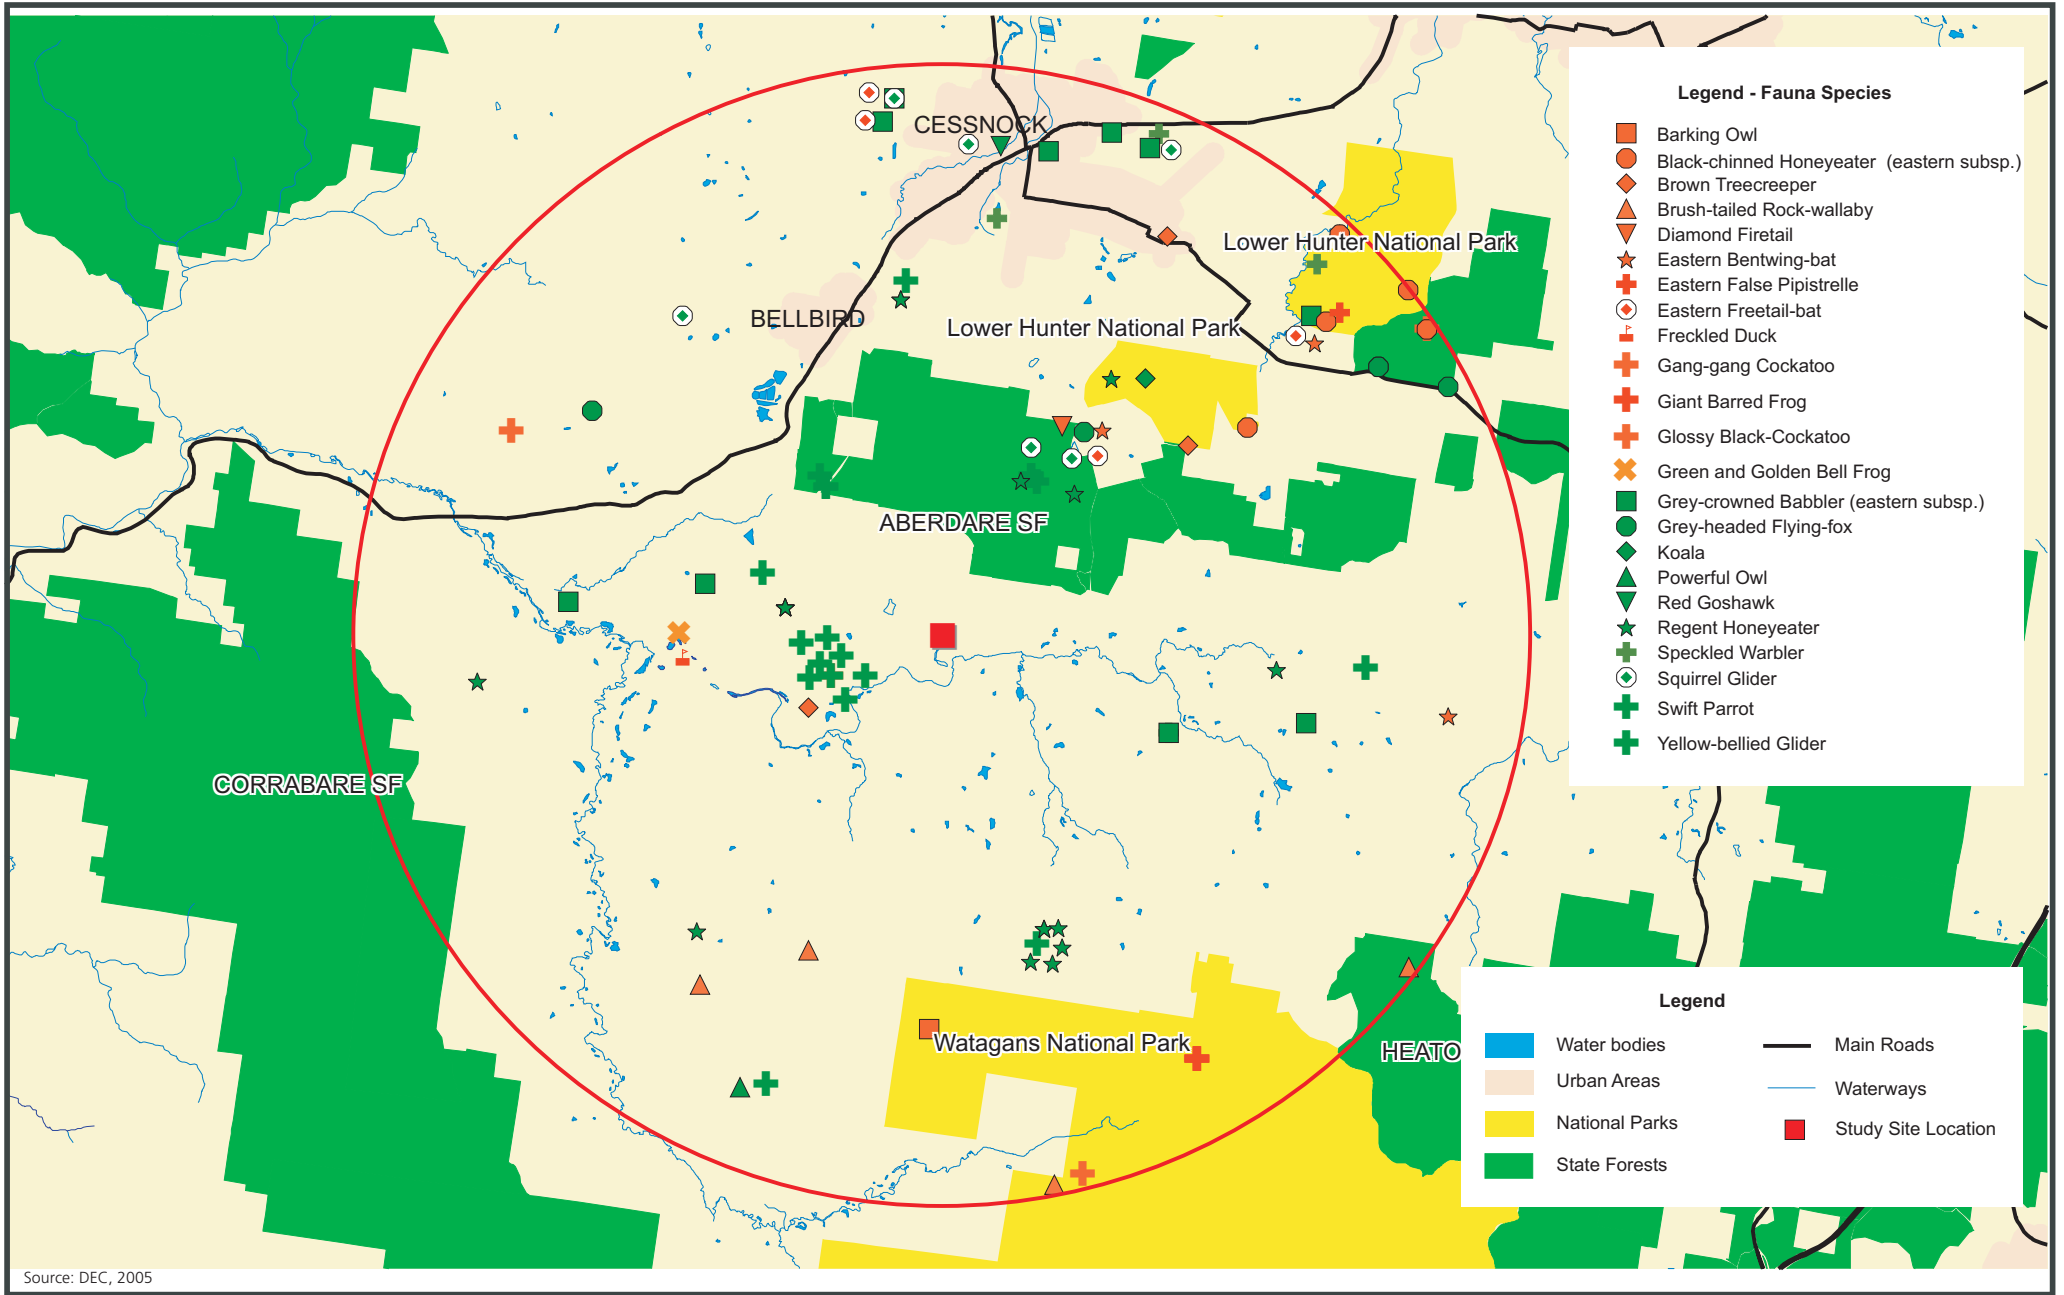 CESSNOCK
Lower Hunter National Park
BELLBIRD
Lower Hunter National Park
ABERDARE SF
CORRABARE SF
Watagans National Park
HEATO
Legend - Fauna Species
Barking Owl
Black-chinned Honeyeater (eastern subsp.)
Brown Treecreeper
Brush-tailed Rock-wallaby
Diamond Firetail
Eastern Bentwing-bat
Eastern False Pipistrelle
Eastern Freetail-bat
Freckled Duck
Gang-gang Cockatoo
Giant Barred Frog
Glossy Black-Cockatoo
Green and Golden Bell Frog
Grey-crowned Babbler (eastern subsp.)
Grey-headed Flying-fox
Koala
Powerful Owl
Red Goshawk
Regent Honeyeater
Speckled Warbler
Squirrel Glider
Swift Parrot
Yellow-bellied Glider
Legend
Water bodies
Urban Areas
National Parks
State Forests
Main Roads
Waterways
Study Site Location
Source: DEC, 2005